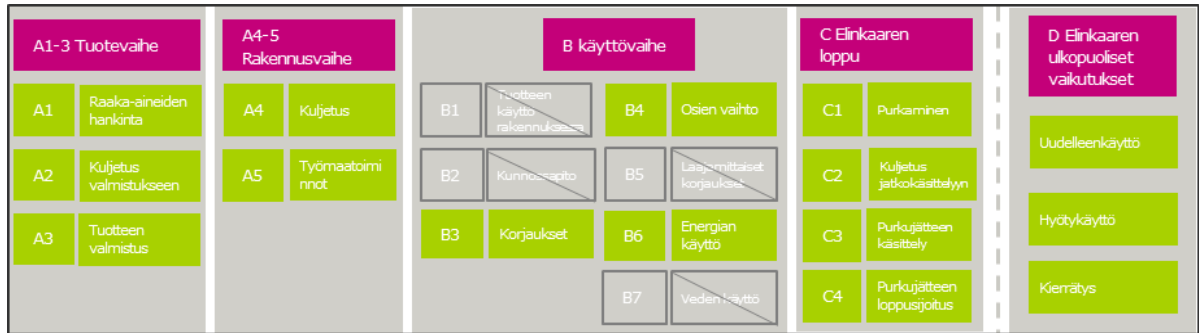 A1-3 Tuotevaihe
A1
Raaka-aineiden
hankinta
A2
Kuljetus
valmistukseen
A3
Tuotteen
valmistus
A4-5
Rakennusvaihe
A4
Kuljetus
A5
Työmaatoimi
nnot
B käyttövaihe
B1
Tuotteen
käyttö
rakennuksessa
B2
Kunnossapito
B3
Korjaukset
B4
Osien vaihto
B5
Laajamittaiset
korjaukset
B6
Energian
käyttö
B7
Veden käyttö
C Elinkaaren
loppu
C1
Purkaminen
C2
Kuljetus
jatkokäsittelyyn
C3
Purkujätteen
käsittely
C4
Purkujätteen
loppusijoitus
D Elinkaaren
ulkopuoliset
vaikutukset
Uudelleenkäyttö
Hyötykäyttö
Kierrätys